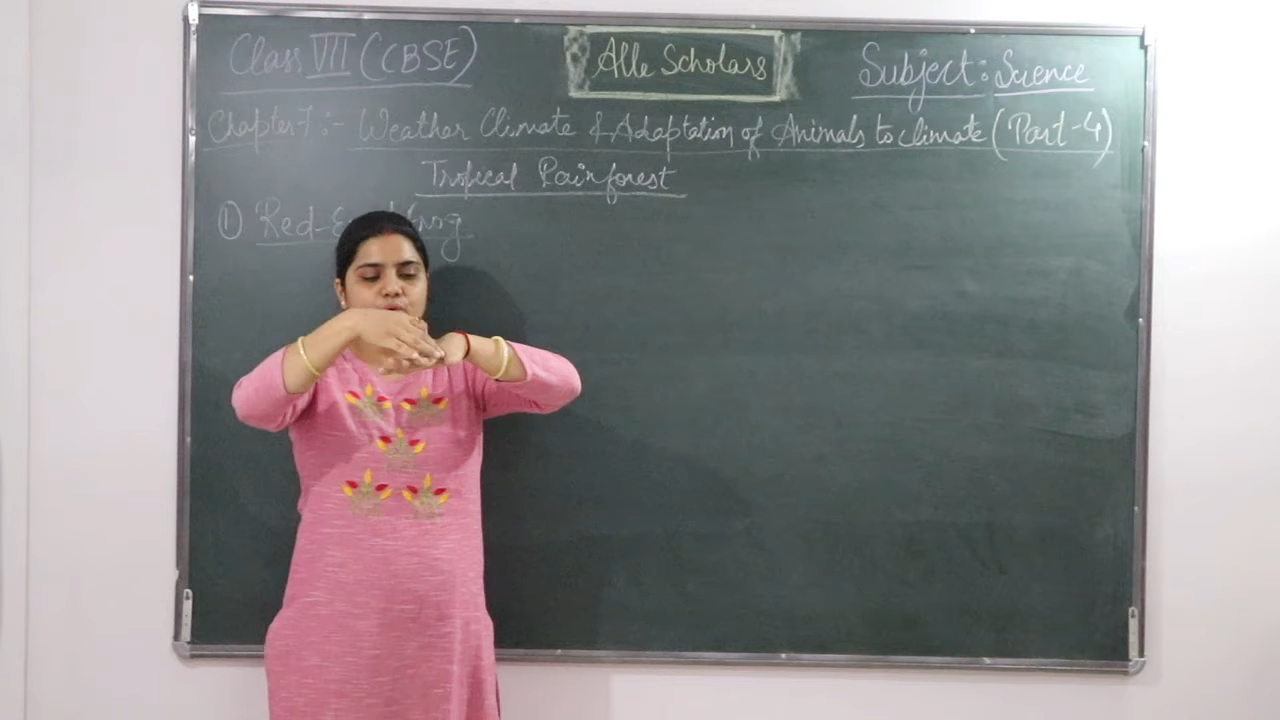 Class VII (CBSE) Alle Scholars Subject: Science
Chapter-7:- Weather Climate & Adaptation of Animals to climate (Part-4)
Tropical Rainforest
① Red- Frog